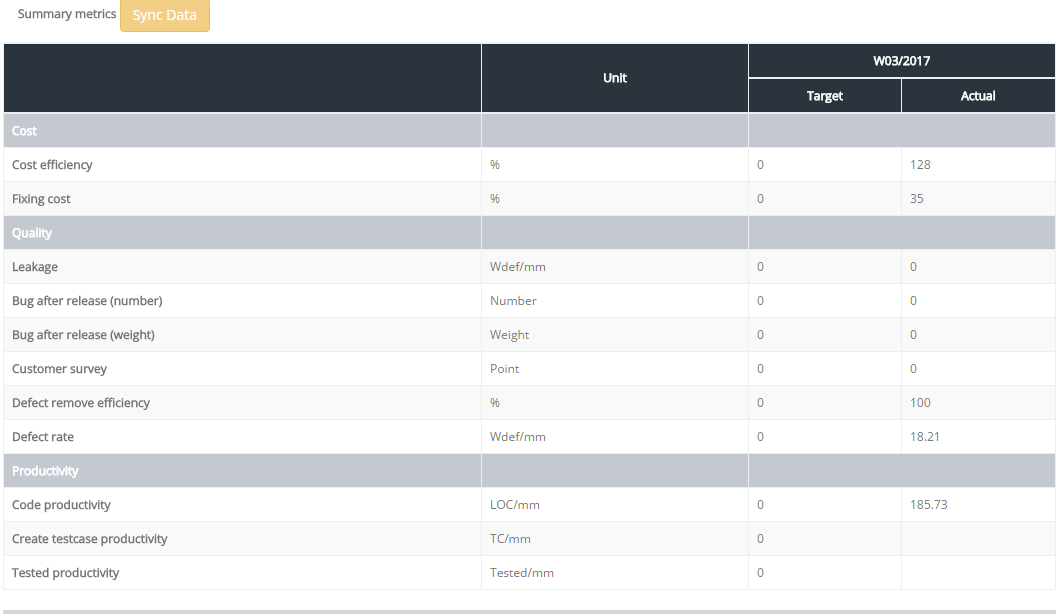 Summary metrics Sync Data
W03/2017
Unit
Target Actual
Cost
Cost efficiency % 0 128
Fixing cost % 0 35
Quality
Leakage Wdef/mm 0 0
Bug after release (number) Number 0 0
Bug after release (weight) Weight 0 0
Customer survey Point 0 0
Defect remove efficiency % 0 100
Defect rate Wdef/mm 0 18.21
Productivity
Code productivity LOC/mm 0 185.73
Create testcase productivity TC/mm 0
Tested productivity Tested/mm 0